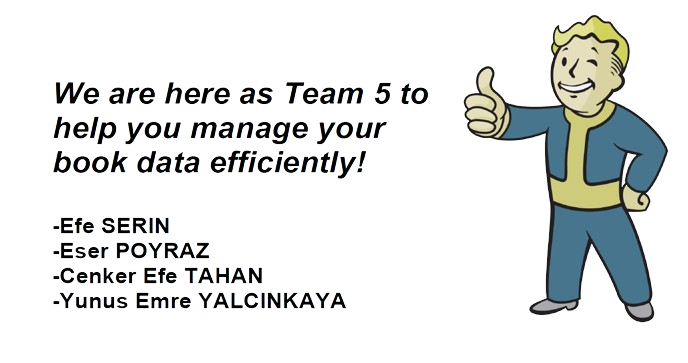 We are here as Team 5 to
help you manage your
book data efficiently!
-Efe SERIN
-Eser POYRAZ
-Cenker Efe TAHAN
-Yunus Emre YALCINKAYA